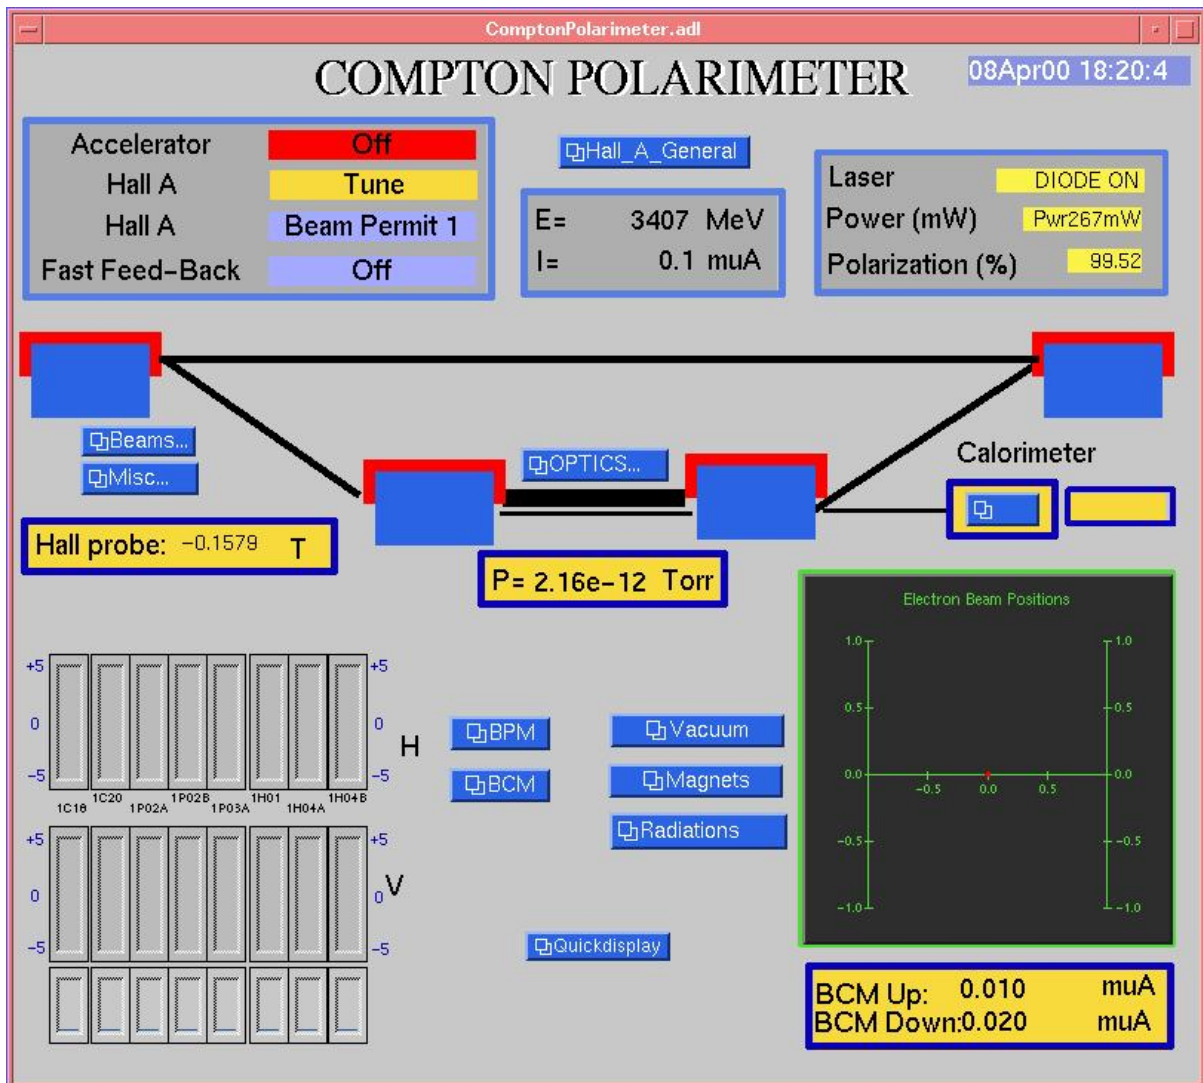 ComptonPolarimeter.adl
COMPTON POLARIMETER
08Apr00 18:20:4
Accelerator Off
Hall A Tune
Hall A Beam Permit 1
Fast Feed-Back Off
Hall_A_General
E= 3407 MeV
I= 0.1 muA
Laser DIODE ON
Power (mW) Pwr267mW
Polarization (%) 99.52
Beams...
Misc...
OPTICS...
Calorimeter
Hall probe: -0.1579 T
P= 2.16e-12 Torr
Electron Beam Positions
1.0 1.0
0.5 0.5
0.0 0.0
-0.5 0.0 0.5
-0.5 -0.5
-1.0 -1.0
+5 +5
0 0
H
-5 -5
1C20 1P02B 1H01 1H04B
1C18 1P02A 1P03A 1H04A
BPM
BCM
Vacuum
Magnets
Radiations
+5 +5
V
0 0
-5 -5
Quickdisplay
BCM Up: 0.010 muA
BCM Down:0.020 muA